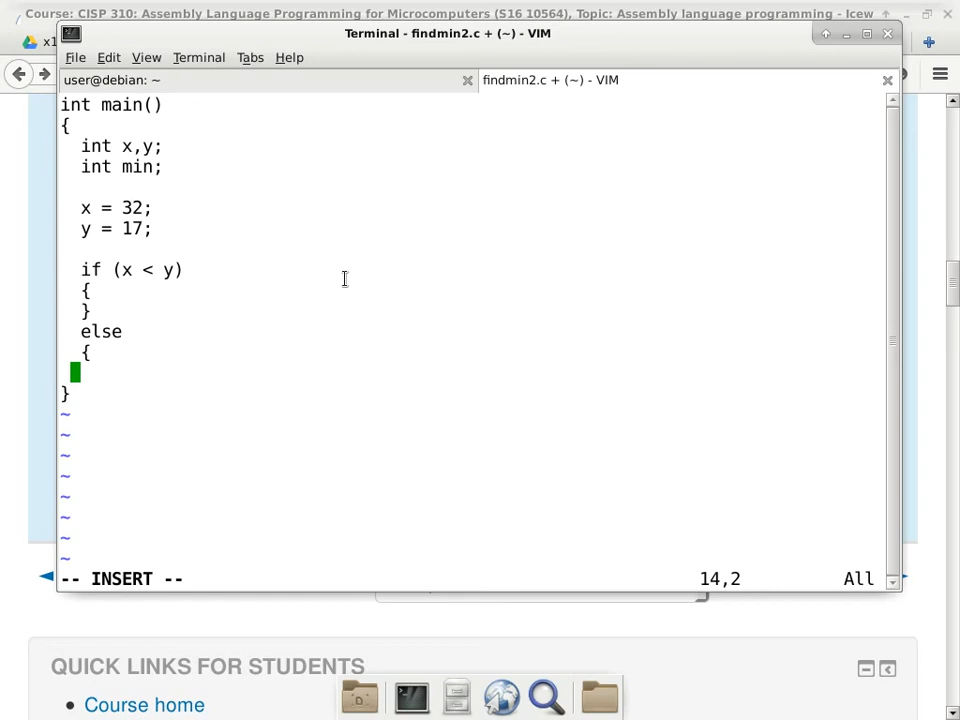 Course: CISP 310: Assembly Language Programming for Microcomputers (S16 10564), Topic: Assembly language programming - Icew
x1
Terminal - findmin2.c + (~) - VIM
File Edit View Terminal Tabs Help
user@debian: ~
findmin2.c + (~) - VIM
int main()
{
  int x,y;
  int min;
  x = 32;
  y = 17;
  if (x < y)
  {
  }
  else
  {
}
~
~
~
~
~
~
~
~
-- INSERT -- 14,2 All
QUICK LINKS FOR STUDENTS
Course home